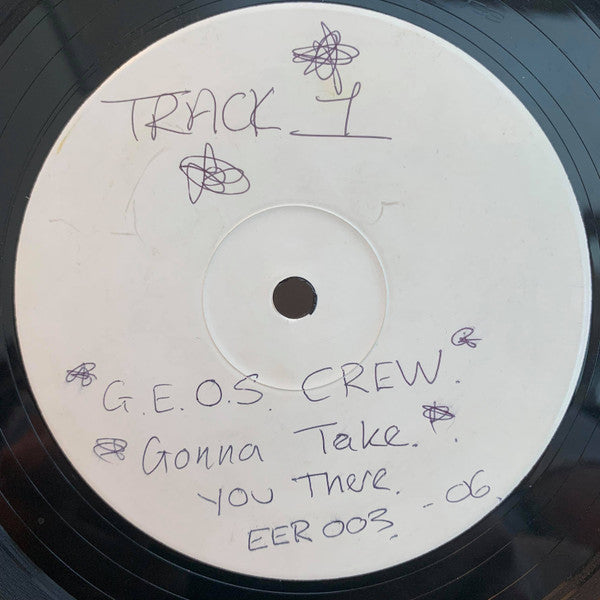 TRACK 1
G.E.O.S. CREW.
Gonna Take.
You There.
EER 003. - 06.